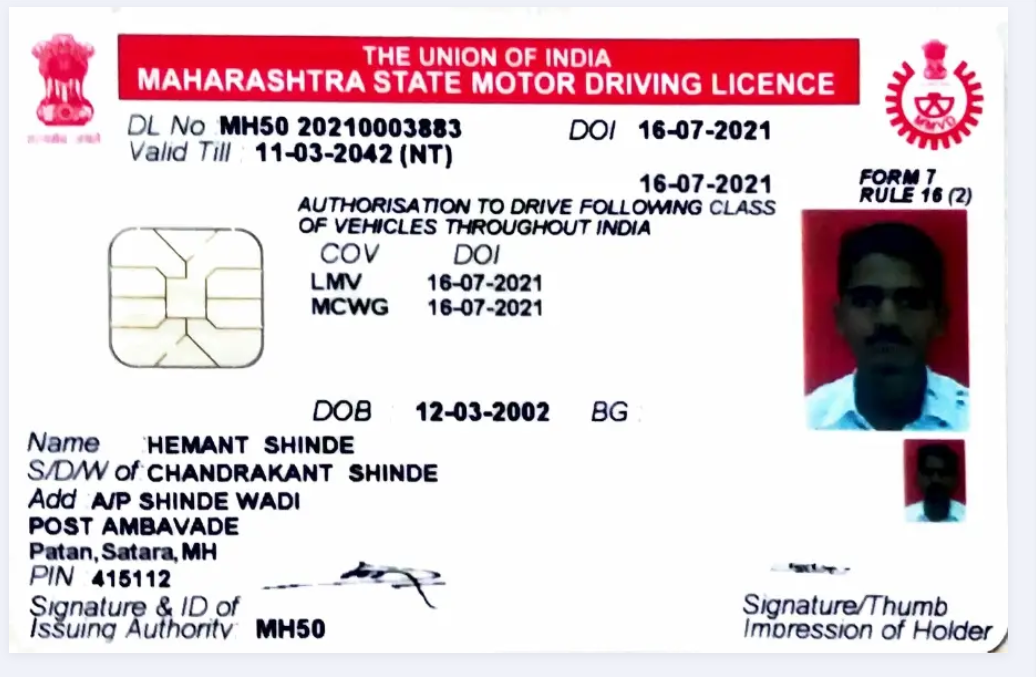 THE UNION OF INDIA
MAHARASHTRA STATE MOTOR DRIVING LICENCE
DL No : MH50 20210003883 DOI 16-07-2021
Valid Till : 11-03-2042 (NT)
16-07-2021
FORM 7
RULE 16 (2)
AUTHORISATION TO DRIVE FOLLOWING CLASS
OF VEHICLES THROUGHOUT INDIA
COV DOI
LMV 16-07-2021
MCWG 16-07-2021
DOB 12-03-2002 BG :
Name : HEMANT SHINDE
S/D/W of CHANDRAKANT SHINDE
Add A/P SHINDE WADI
POST AMBAVADE
Patan,Satara,MH
PIN 415112
Signature & ID of
Issuing Authority MH50
Signature/Thumb
Impression of Holder
MMVD